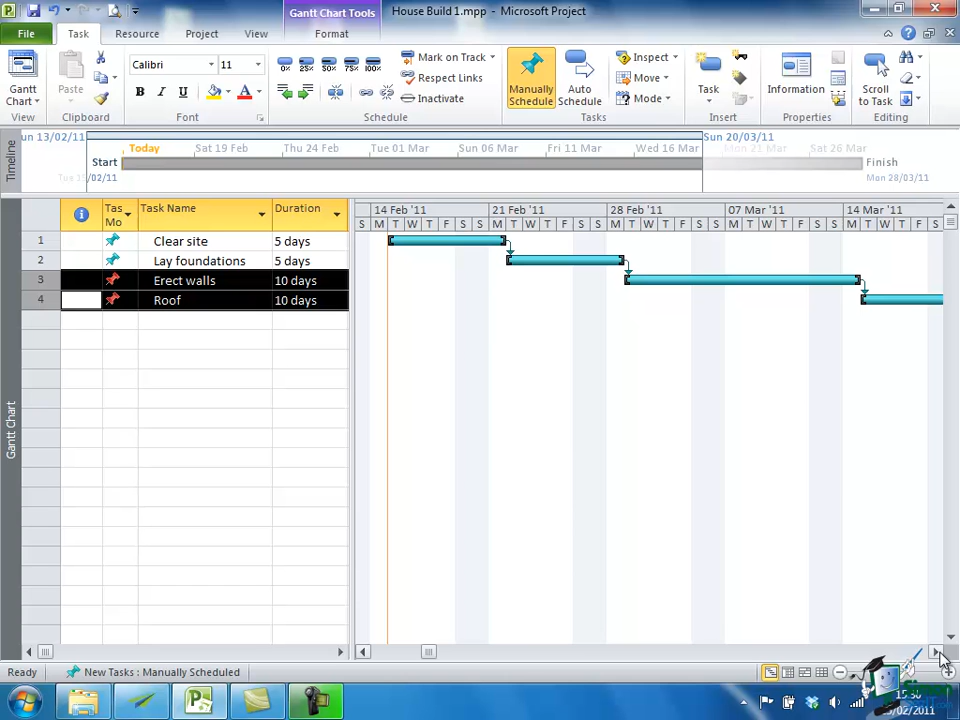 Gantt Chart Tools
House Build 1.mpp - Microsoft Project
File Task Resource Project View Format
Calibri 11
0% 25% 50% 75% 100%
Mark on Track
Respect Links
Inactivate
Manually Schedule
Auto Schedule
Inspect
Move
Mode
Task
Information
Scroll to Task
Gantt Chart
Paste
B I U A
View Clipboard Font Schedule Tasks Insert Properties Editing
Timeline
Sun 20/03/11
Today Sat 19 Feb Thu 24 Feb Tue 01 Mar Sun 06 Mar Fri 11 Mar Wed 16 Mar Mon 21 Mar Sat 26 Mar
Start
Finish
Mon 28/03/11
Task Name Duration
14 Feb '11 21 Feb '11 28 Feb '11 07 Mar '11 14 Mar '11
S M T W T F S S M T W T F S S M T W T F S S M T W T F S S M T W T F S
1 Clear site 5 days
2 Lay foundations 5 days
3 Erect walls 10 days
4 Roof 10 days
Gantt Chart
Ready New Tasks : Manually Scheduled